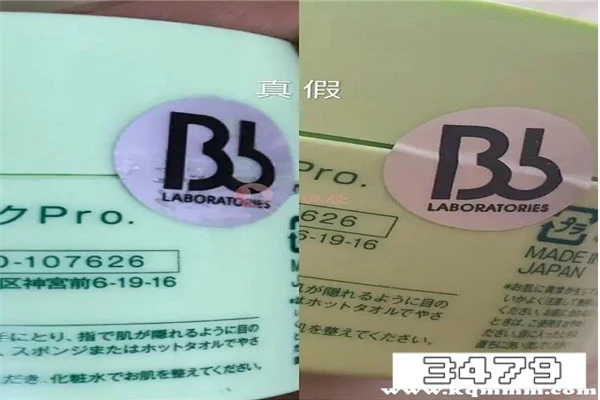 真 假
Bb
LABORATORIES
クPro.
0-107626
区神宮前6-19-16
手にとり、指で肌が隠れるように目の
、スポンジまたはホットタオルでやさ
だき、化粧水でお肌を整えてください。
Bb
LABORATORIES
ro.
7626
6-19-16
プラ
MADE IN
JAPAN
肌が隠れるように目の
はホットタオルでやさ
肌を整えてください。
3479
www.kqmmm.com